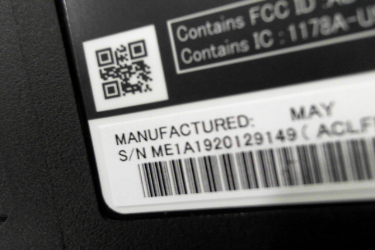 Contains FCC ID :A
Contains IC : 1178A-U
MANUFACTURED: MAY
S/N ME1A1920129149 ( ACLF